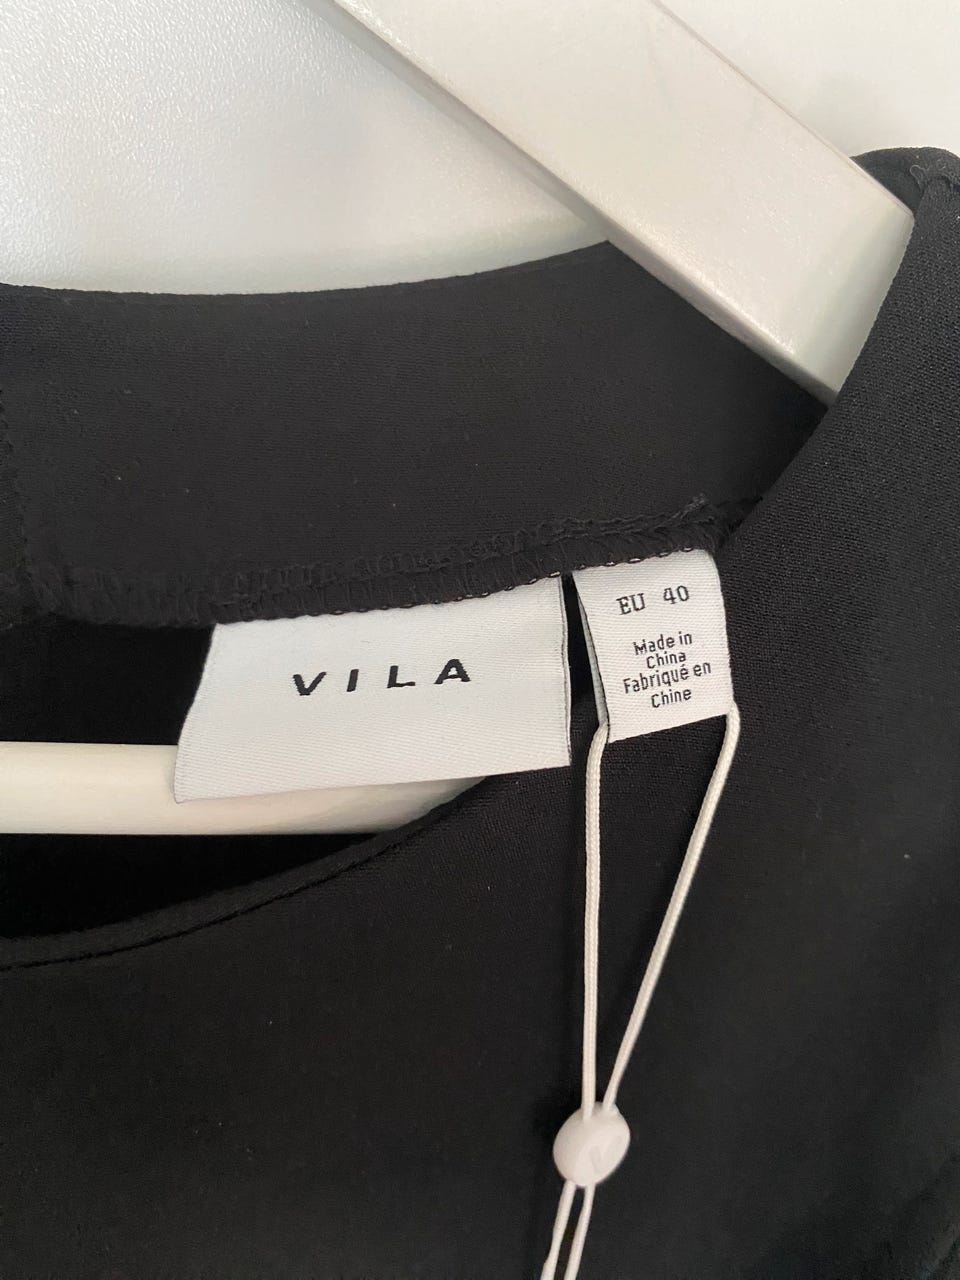 VILA
EU 40
Made in
China
Fabriqué en
Chine